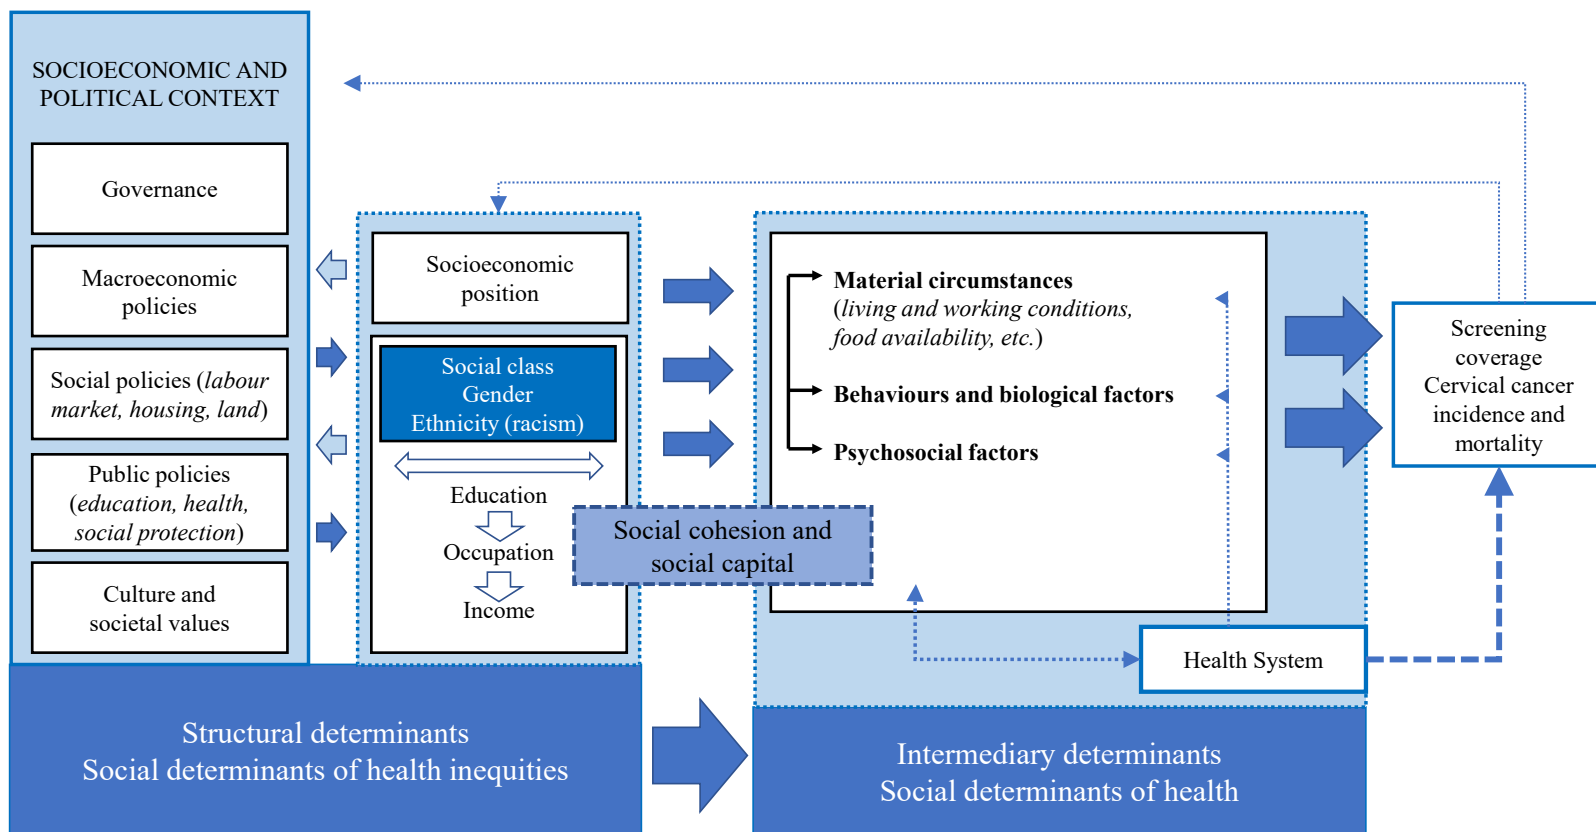 SOCIOECONOMIC AND
POLITICAL CONTEXT
Governance
Macroeconomic
policies
Social policies (labour
market, housing, land)
Public policies
(education, health,
social protection)
Culture and
societal values
Socioeconomic
position
Social class
Gender
Ethnicity (racism)
Education
Occupation
Income
Social cohesion and
social capital
Material circumstances
(living and working conditions,
food availability, etc.)
Behaviours and biological factors
Psychosocial factors
Health System
Screening
coverage
Cervical cancer
incidence and
mortality
Structural determinants
Social determinants of health inequities
Intermediary determinants
Social determinants of health